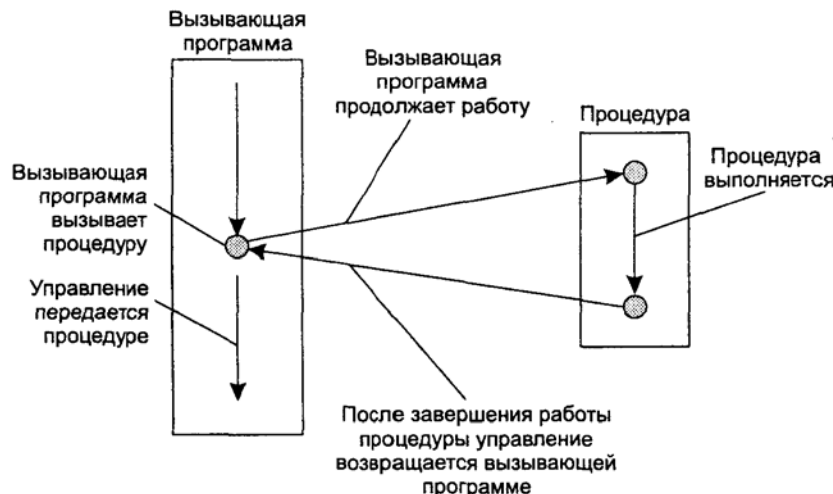 Вызывающая
программа
Вызывающая
программа
продолжает работу
Процедура
Процедура
выполняется
Вызывающая
программа
вызывает
процедуру
Управление
передается
процедуре
После завершения работы
процедуры управление
возвращается вызывающей
программе